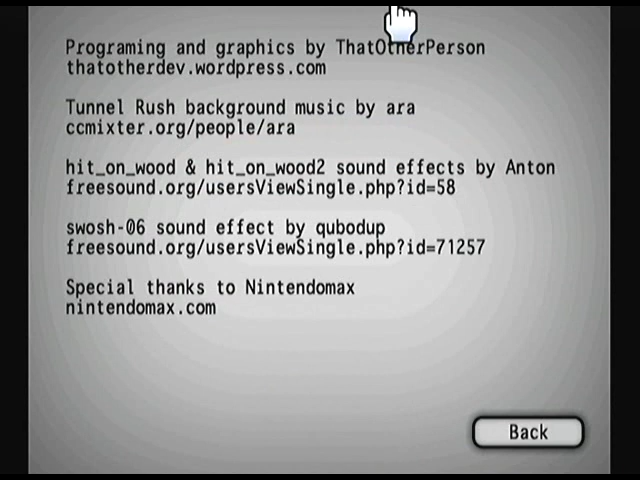 Programing and graphics by ThatOtherPerson
thatotherdev.wordpress.com
Tunnel Rush background music by ara
ccmixter.org/people/ara
hit_on_wood & hit_on_wood2 sound effects by Anton
freesound.org/usersViewSingle.php?id=58
swosh-06 sound effect by qubodup
freesound.org/usersViewSingle.php?id=71257
Special thanks to Nintendomax
nintendomax.com
Back